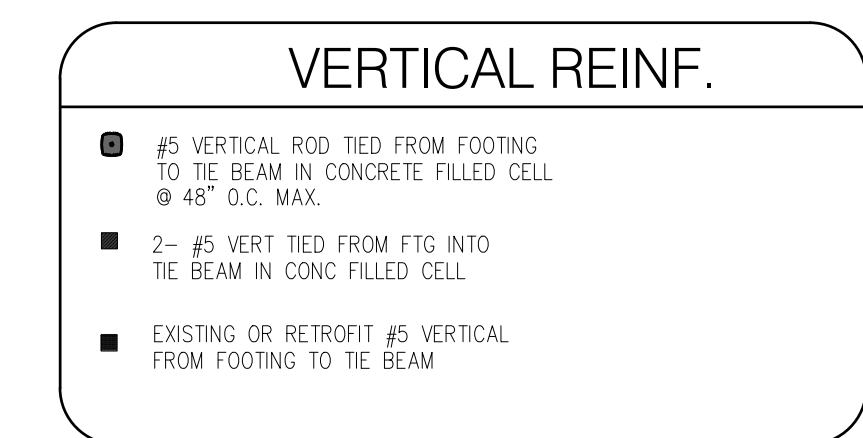 VERTICAL REINF.
#5 VERTICAL ROD TIED FROM FOOTING
TO TIE BEAM IN CONCRETE FILLED CELL
@ 48" O.C. MAX.
2- #5 VERT TIED FROM FTG INTO
TIE BEAM IN CONC FILLED CELL
EXISTING OR RETROFIT #5 VERTICAL
FROM FOOTING TO TIE BEAM